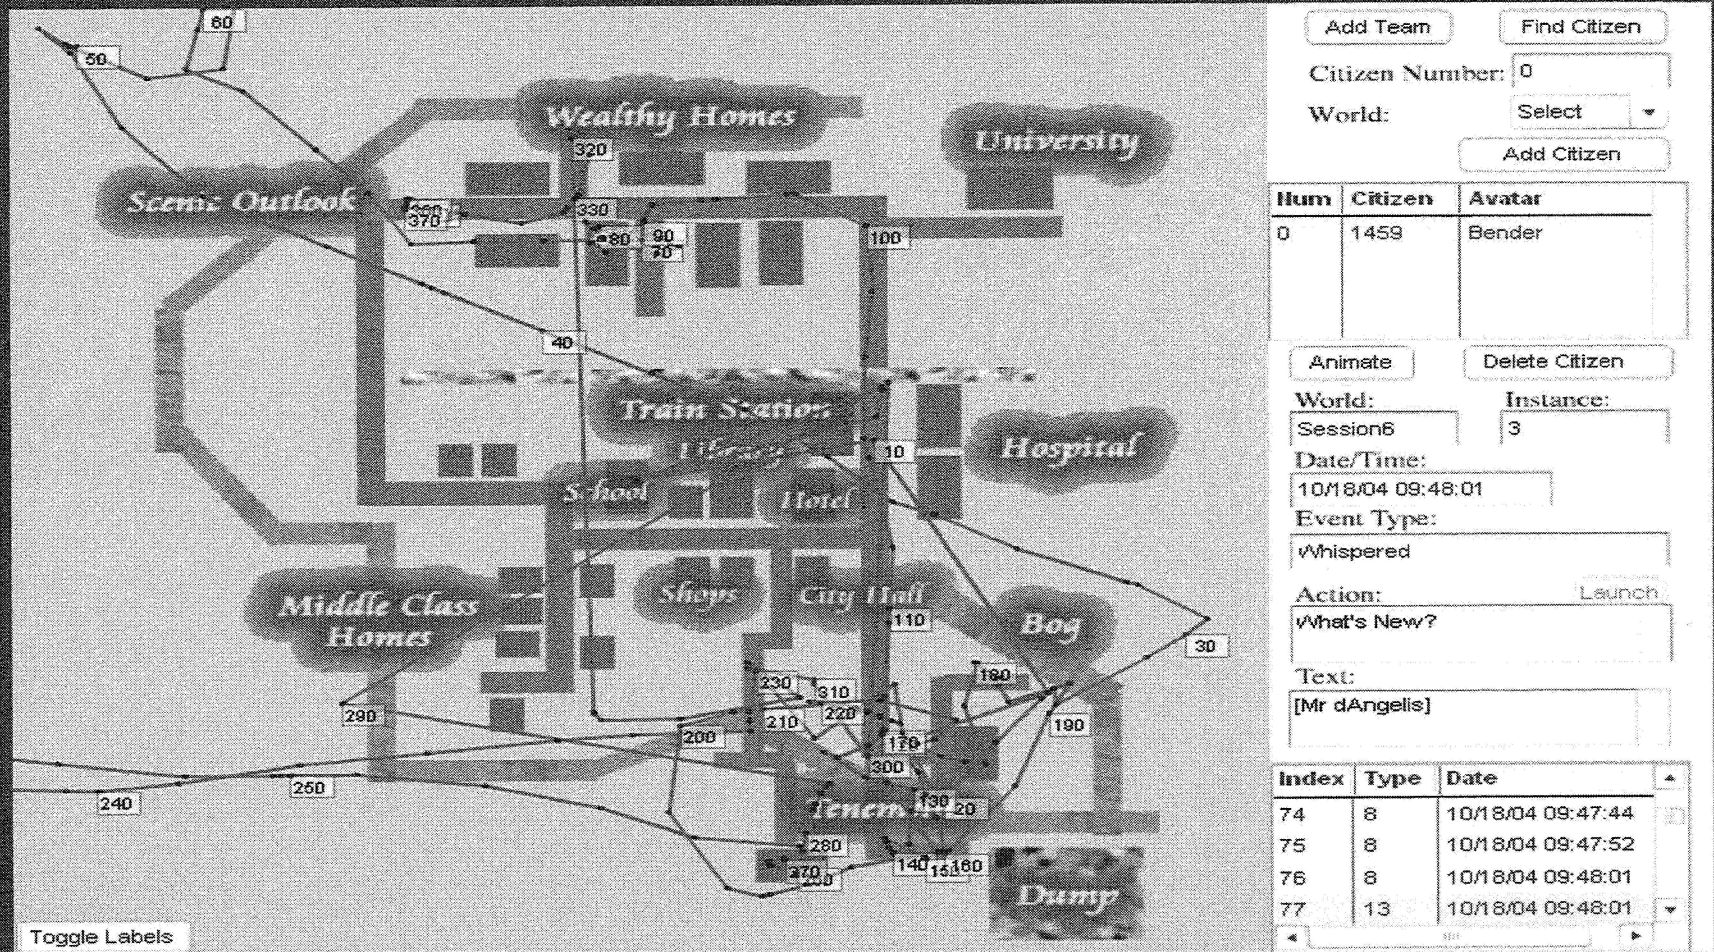 60
50
Wealthy Homes
University
320
Scenic Outlook
370
330
80
90
70
100
40
Train Station
Library
10
Hospital
School
Hotel
Middle Class
Homes
Shops
City Hall
110
Bog
30
180
230
310
290
210
220
190
200
170
300
240
250
130
20
Tenem
280
140
160
270
Dump
Toggle Labels
Add Team
Find Citizen
Citizen Number: 0
World: Select
Add Citizen
Num Citizen Avatar
0 1459 Bender
Animate
Delete Citizen
World: Instance:
Session6 3
Date/Time:
10/18/04 09:48:01
Event Type:
Whispered
Action: Launch
What's New?
Text:
[Mr dAngelis]
Index Type Date
74 8 10/18/04 09:47:44
75 8 10/18/04 09:47:52
76 8 10/18/04 09:48:01
77 13 10/18/04 09:48:01